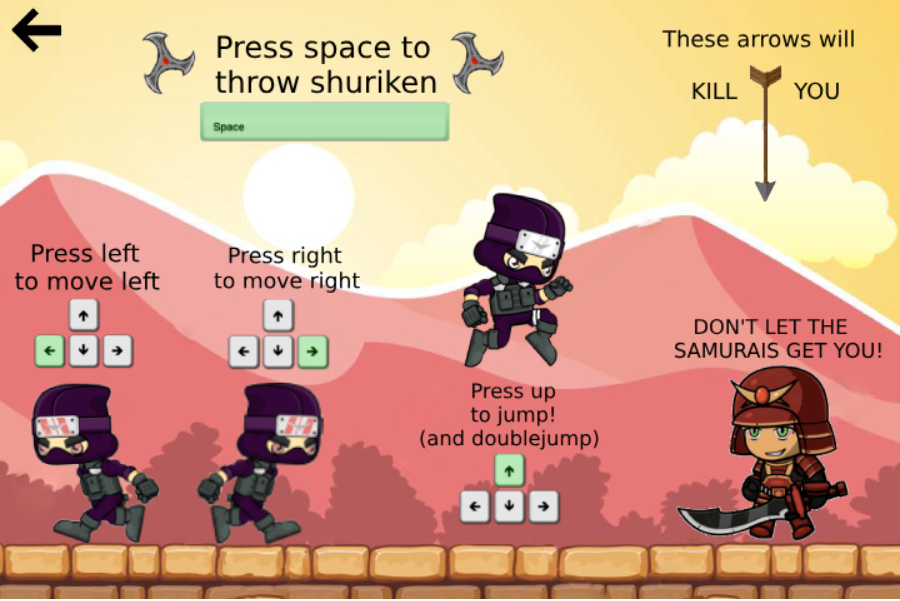 Press space to
throw shuriken
Space
These arrows will
KILL YOU
Press left
to move left
Press right
to move right
Press up
to jump!
(and doublejump)
DON'T LET THE
SAMURAIS GET YOU!